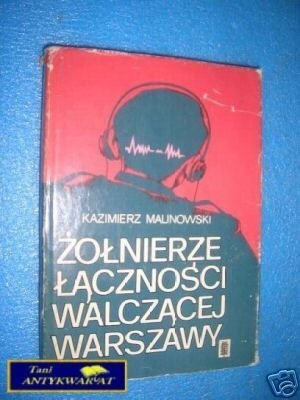 KAZIMIERZ MALINOWSKI
ŻOŁNIERZE
ŁĄCZNOŚCI
WALCZĄCEJ
WARSZAWY
Tani
ANTYKWARIAT